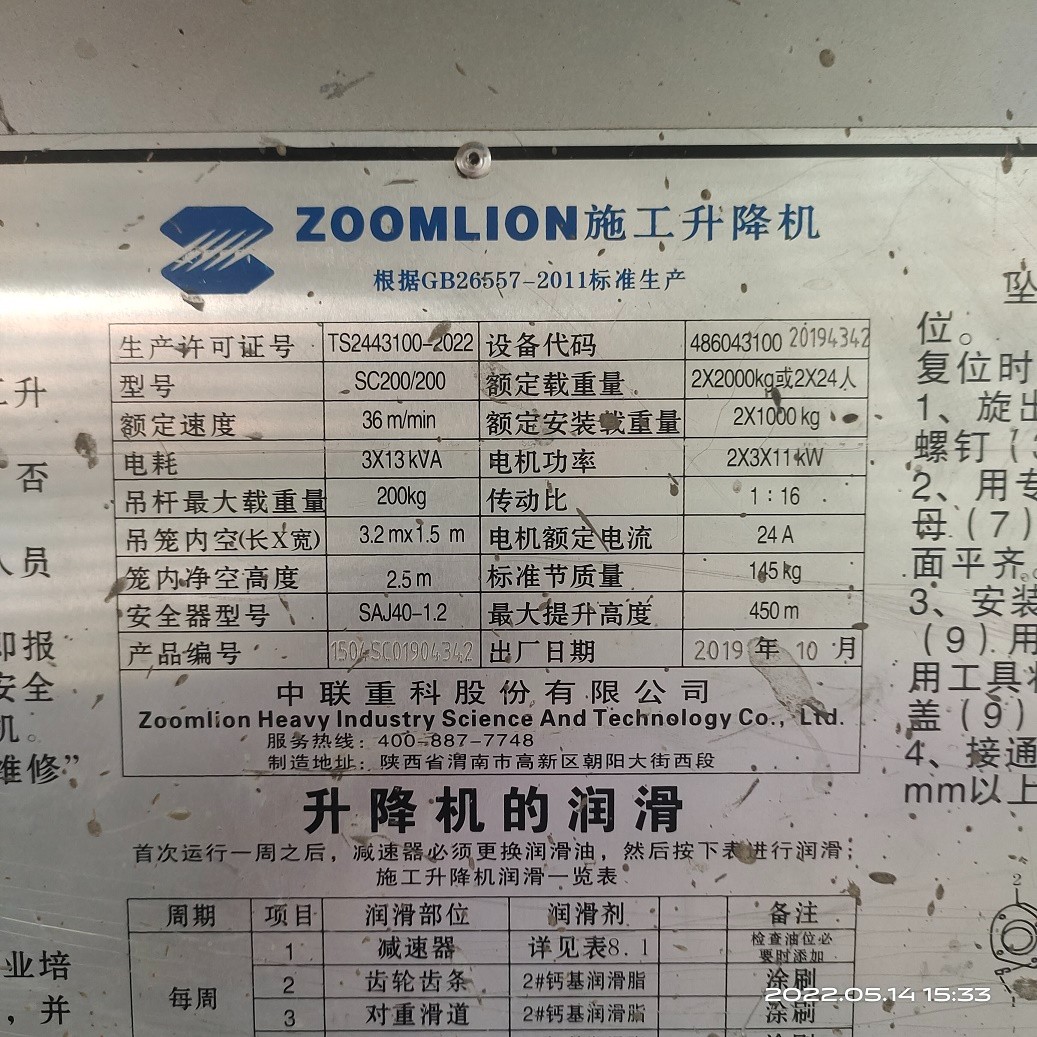 ZOOMLION施工升降机
根据GB26557-2011标准生产
生产许可证号 TS2443100-2022 设备代码 486043100 20194342
型号 SC200/200 额定载重量 2X2000kg或2X24人
额定速度 36 m/min 额定安装载重量 2X1000 kg
电耗 3X13 kVA 电机功率 2X3X11kW
吊杆最大载重量 200kg 传动比 1：16
吊笼内空(长X宽) 3.2 mx1.5 m 电机额定电流 24 A
笼内净空高度 2.5 m 标准节质量 145 kg
安全器型号 SAJ40-1.2 最大提升高度 450 m
产品编号 1504SC01904342 出厂日期 2019 年 10 月
中联重科股份有限公司
Zoomlion Heavy Industry Science And Technology Co., Ltd.
服务热线：400-887-7748
制造地址：陕西省渭南市高新区朝阳大街西段
升降机的润滑
首次运行一周之后，减速器必须更换润滑油，然后按下表进行润滑；
施工升降机润滑一览表
周期 项目 润滑部位 润滑剂 备注
每周
1 减速器 详见表8.1 检查油位必要时添加
2 齿轮齿条 2#钙基润滑脂 涂刷
3 对重滑道 2#钙基润滑脂 涂刷
工升
否
人员
即报
安全
机。
维修”
业培
，并
坠
位。
复位时
1、旋出
螺钉（3
2、用专
母（7）
面平齐。
3、安装
（9）用
用工具将
盖（9）
4、接通
mm以上
2
2022.05.14 15:33